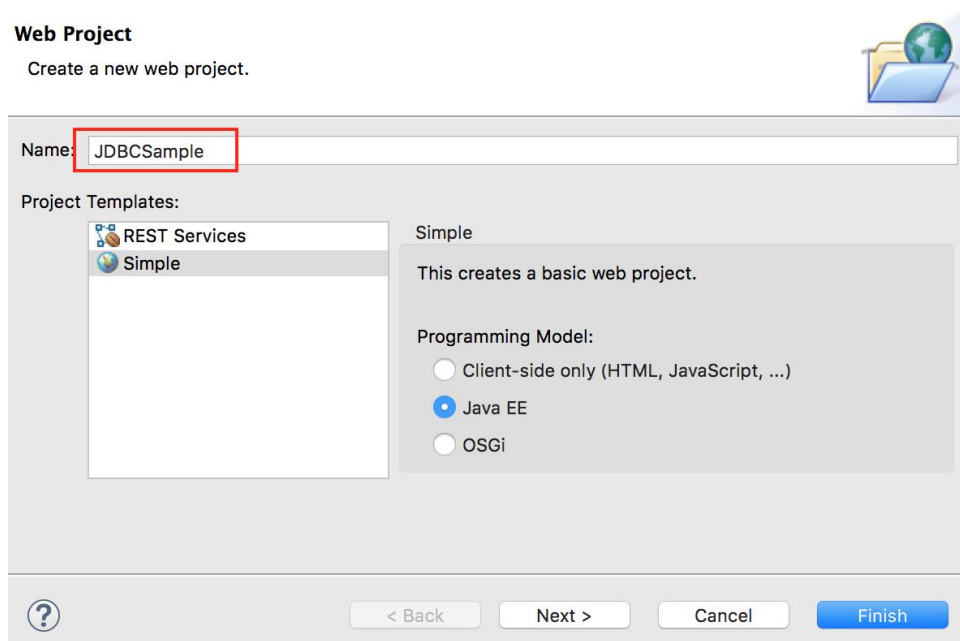 Web Project
Create a new web project.
Name: JDBCSample
Project Templates:
REST Services
Simple
Simple
This creates a basic web project.
Programming Model:
Client-side only (HTML, JavaScript, ...)
Java EE
OSGi
?
< Back
Next >
Cancel
Finish